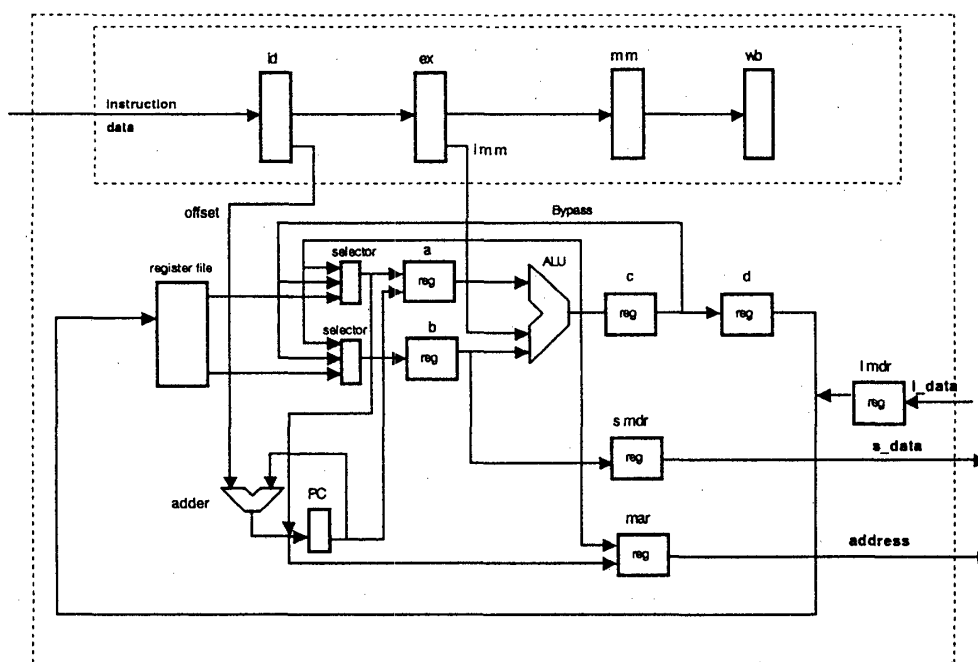 id
ex
mm
wb
instruction
data
imm
offset
Bypass
selector
a
ALU
register file
reg
c
d
selector
b
reg
reg
reg
l mdr
l_data
reg
s mdr
s_data
reg
PC
adder
mar
address
reg